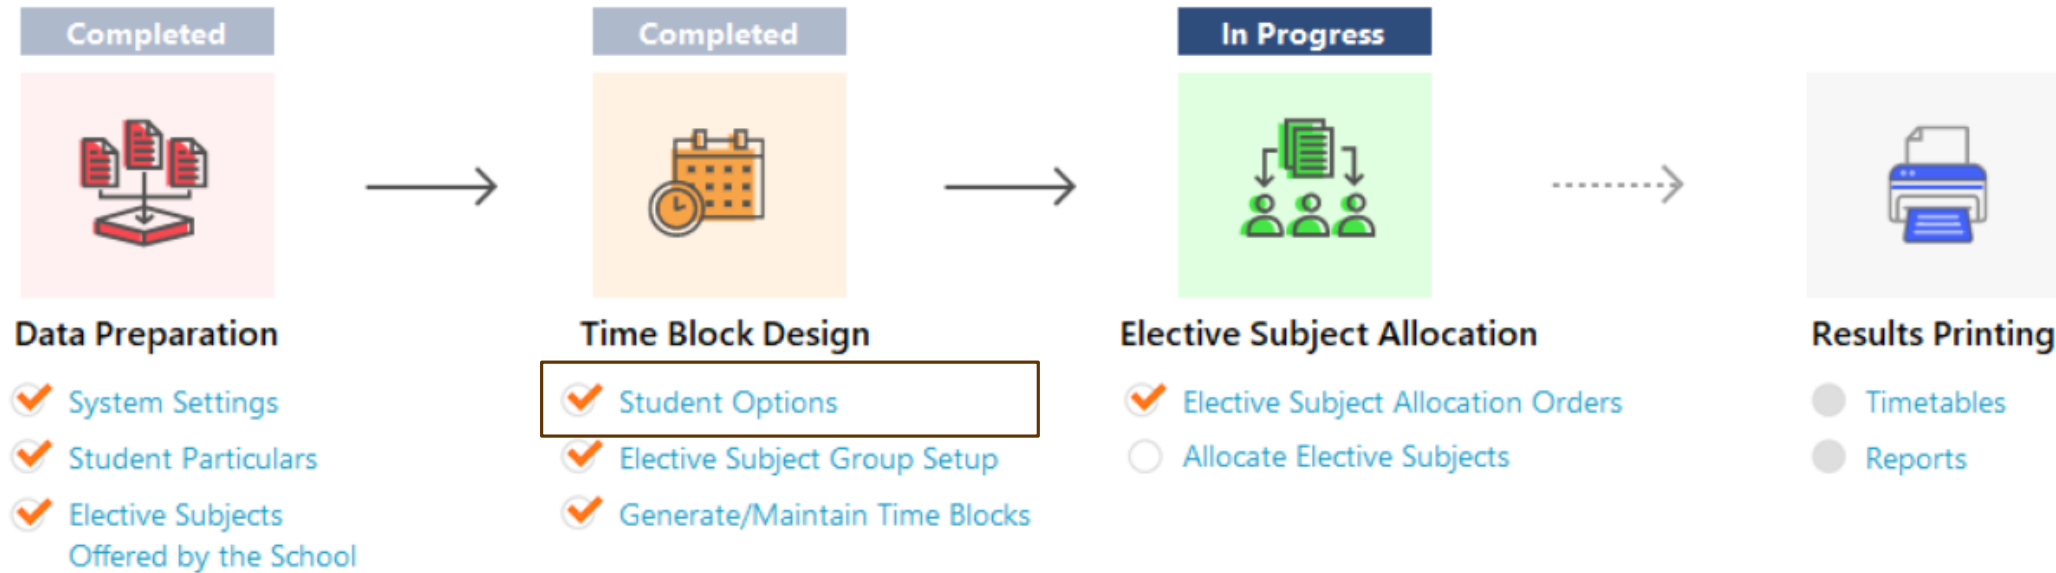 Completed
Completed
In Progress
Data Preparation
System Settings
Student Particulars
Elective Subjects
Offered by the School
Time Block Design
Student Options
Elective Subject Group Setup
Generate/Maintain Time Blocks
Elective Subject Allocation
Elective Subject Allocation Orders
Allocate Elective Subjects
Results Printing
Timetables
Reports